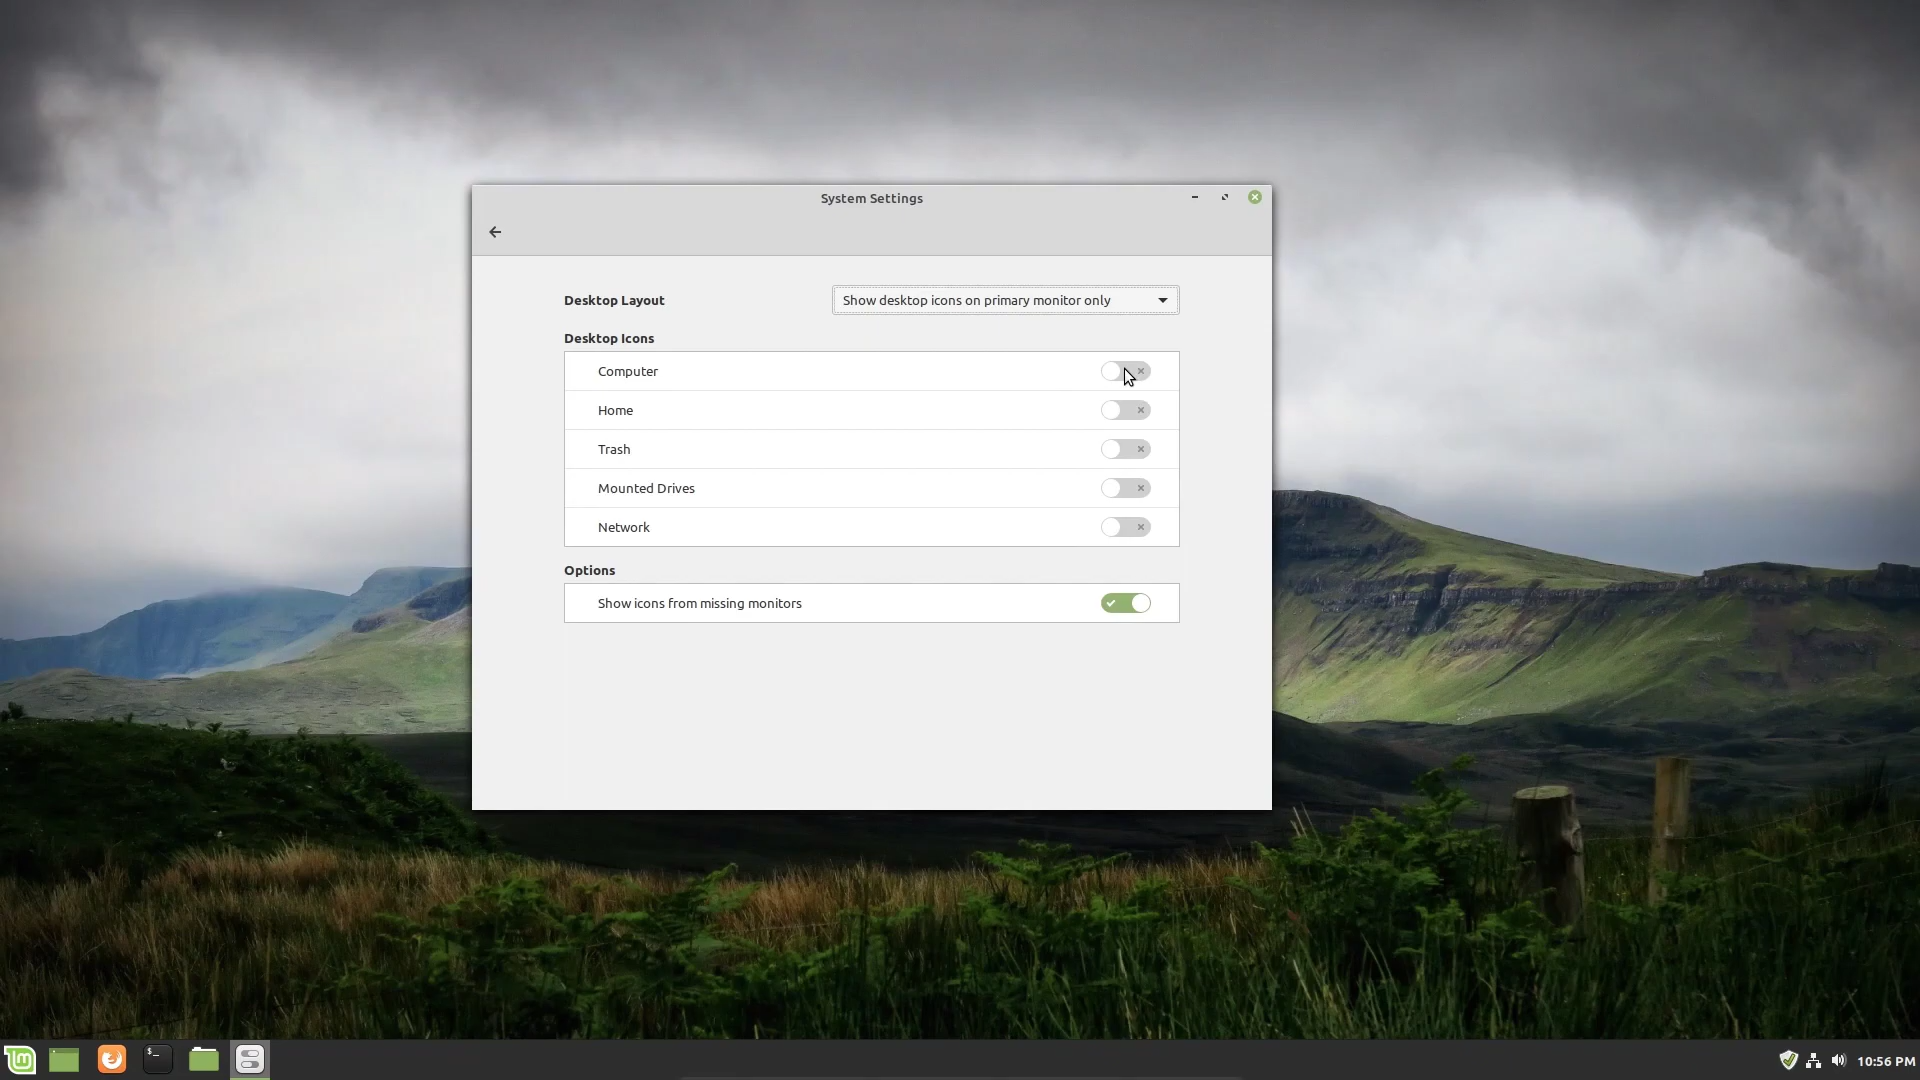 System Settings
Desktop Layout
Show desktop icons on primary monitor only
Desktop Icons
Computer
Home
Trash
Mounted Drives
Network
Options
Show icons from missing monitors
$_
10:56 PM